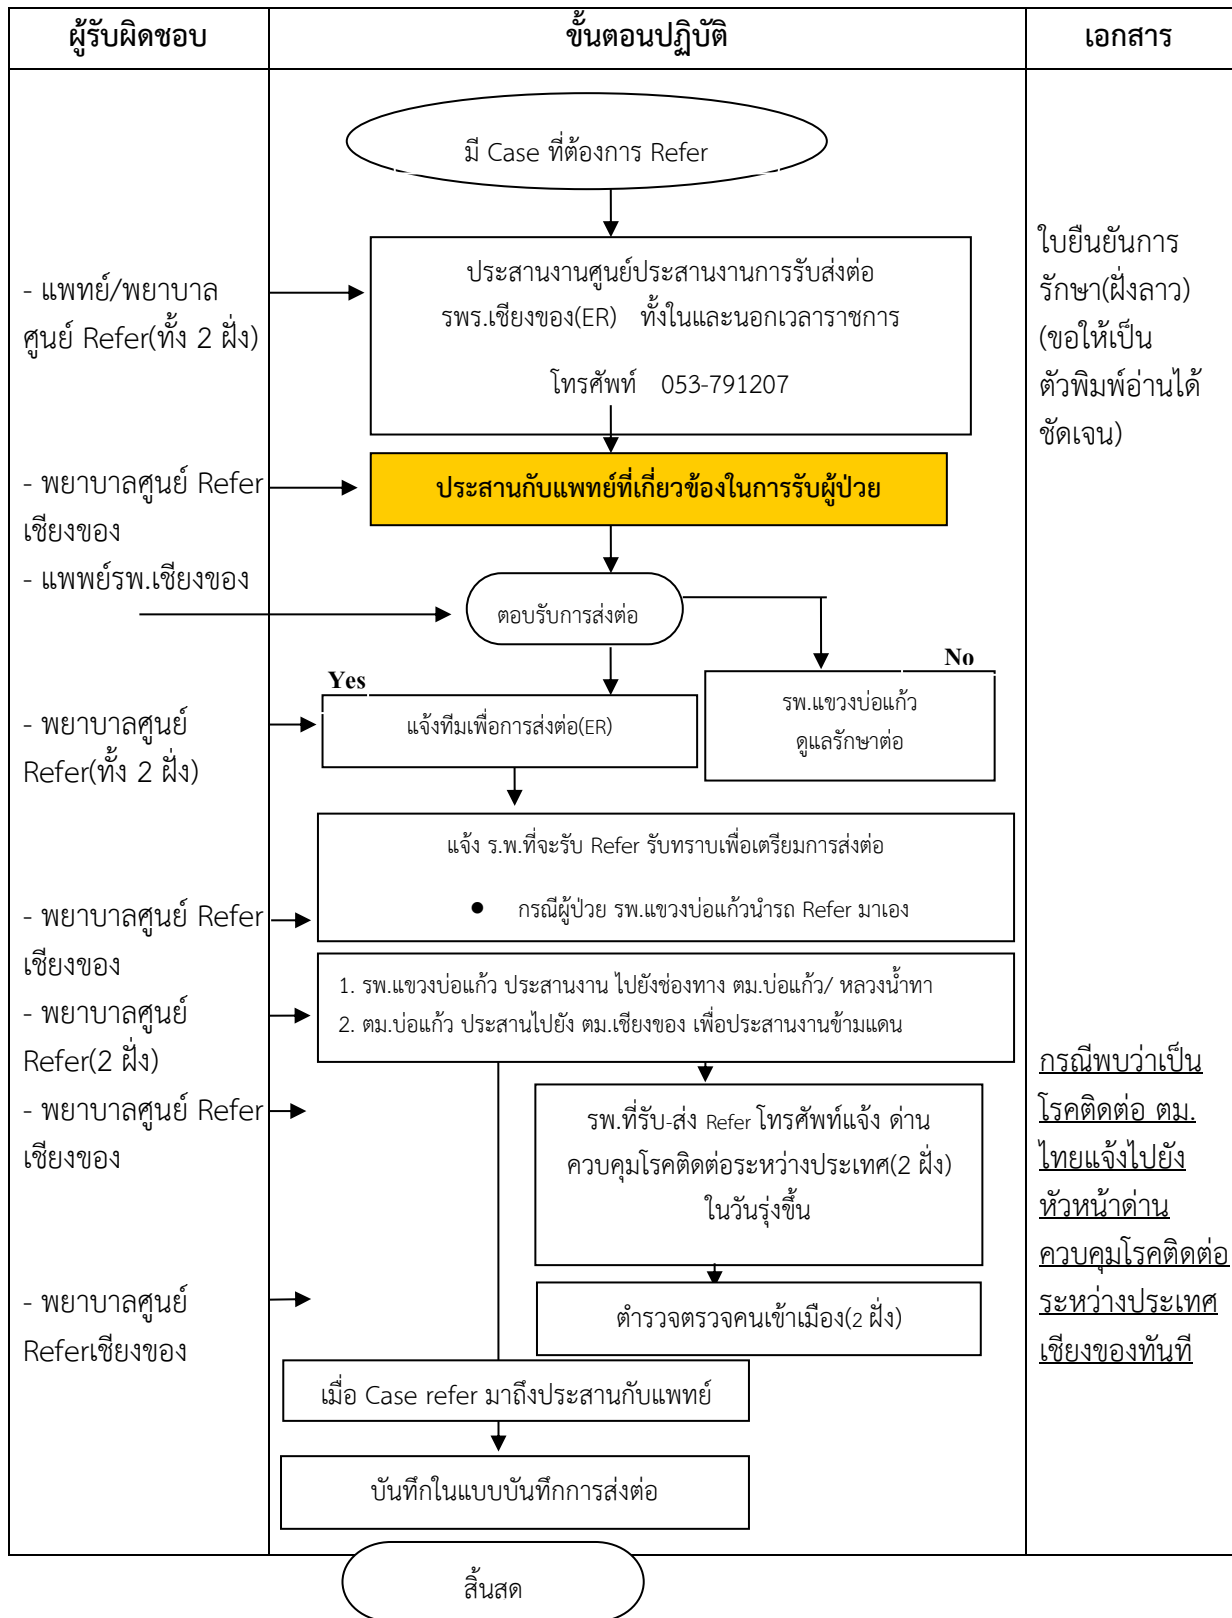 ผู้รับผิดชอบ
ขั้นตอนปฏิบัติ
เอกสาร
มี Case ที่ต้องการ Refer
- แพทย์/พยาบาล
ศูนย์ Refer(ทั้ง 2 ฝั่ง)
ประสานงานศูนย์ประสานงานการรับส่งต่อ
รพร.เชียงของ(ER) ทั้งในและนอกเวลาราชการ
โทรศัพท์ 053-791207
ใบยืนยันการ
รักษา(ฝั่งลาว)
(ขอให้เป็น
ตัวพิมพ์อ่านได้
ชัดเจน)
- พยาบาลศูนย์ Refer
เชียงของ
ประสานกับแพทย์ที่เกี่ยวข้องในการรับผู้ป่วย
- แพพย์รพ.เชียงของ
ตอบรับการส่งต่อ
Yes
No
- พยาบาลศูนย์
Refer(ทั้ง 2 ฝั่ง)
แจ้งทีมเพื่อการส่งต่อ(ER)
รพ.แขวงบ่อแก้ว
ดูแลรักษาต่อ
แจ้ง ร.พ.ที่จะรับ Refer รับทราบเพื่อเตรียมการส่งต่อ
● กรณีผู้ป่วย รพ.แขวงบ่อแก้วนำรถ Refer มาเอง
- พยาบาลศูนย์ Refer
เชียงของ
- พยาบาลศูนย์
Refer(2 ฝั่ง)
1. รพ.แขวงบ่อแก้ว ประสานงาน ไปยังช่องทาง ตม.บ่อแก้ว/ หลวงน้ำทา
2. ตม.บ่อแก้ว ประสานไปยัง ตม.เชียงของ เพื่อประสานงานข้ามแดน
- พยาบาลศูนย์ Refer
เชียงของ
รพ.ที่รับ-ส่ง Refer โทรศัพท์แจ้ง ด่าน
ควบคุมโรคติดต่อระหว่างประเทศ(2 ฝั่ง)
ในวันรุ่งขึ้น
กรณีพบว่าเป็น
โรคติดต่อ ตม.
ไทยแจ้งไปยัง
หัวหน้าด่าน
ควบคุมโรคติดต่อ
ระหว่างประเทศ
เชียงของทันที
- พยาบาลศูนย์
Referเชียงของ
ตำรวจตรวจคนเข้าเมือง(2 ฝั่ง)
เมื่อ Case refer มาถึงประสานกับแพทย์
บันทึกในแบบบันทึกการส่งต่อ
สิ้นสด